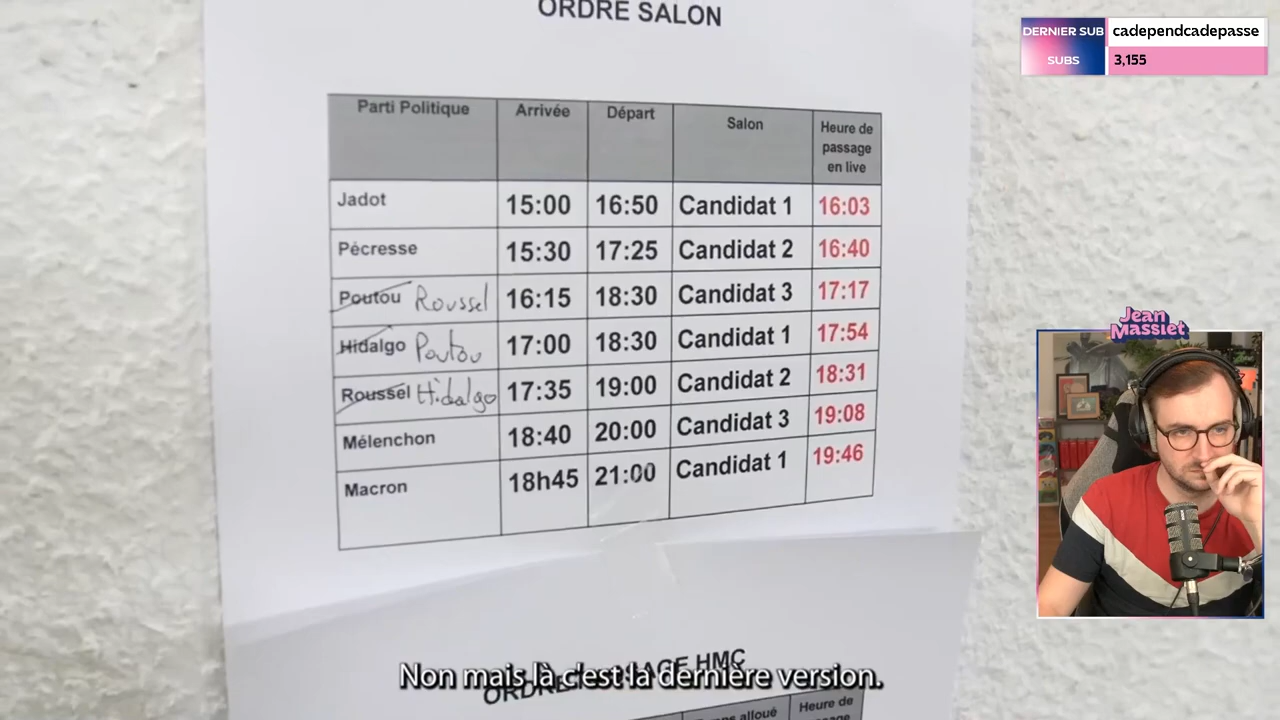 ORDRE SALON
DERNIER SUB cadependcadepasse
SUBS 3,155
Parti Politique Arrivée Départ Salon Heure de passage en live
Jadot 15:00 16:50 Candidat 1 16:03
Pécresse 15:30 17:25 Candidat 2 16:40
Poutou Roussel 16:15 18:30 Candidat 3 17:17
Hidalgo Poutou 17:00 18:30 Candidat 1 17:54
Roussel Hidalgo 17:35 19:00 Candidat 2 18:31
Mélenchon 18:40 20:00 Candidat 3 19:08
Macron 18h45 21:00 Candidat 1 19:46
Jean
Massiet
Non mais là c'est la dernière version.
HMC
alloué Heure de